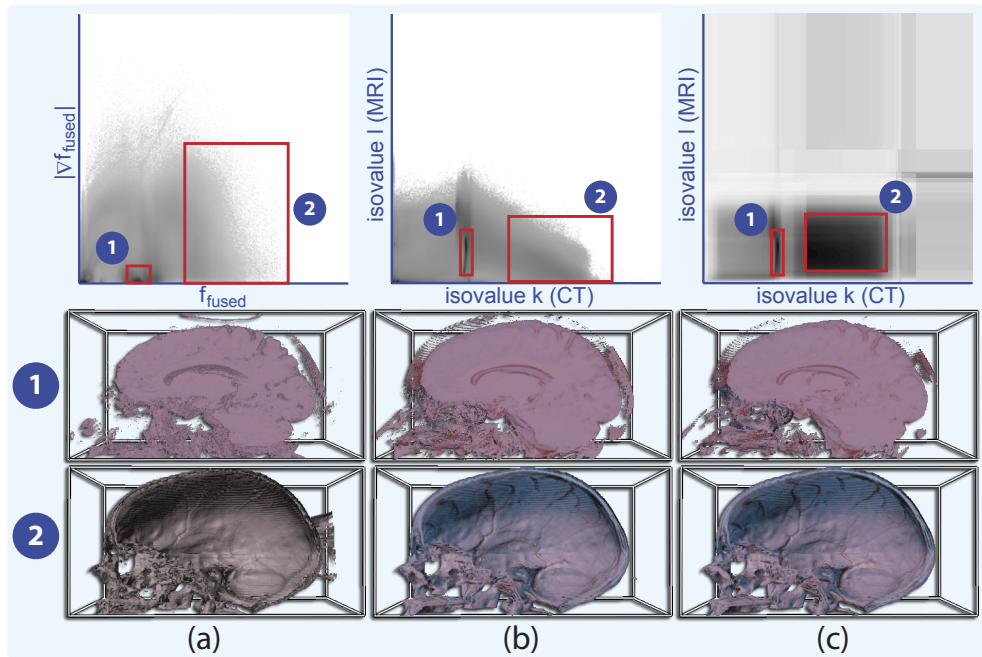 |∇f_fused|
1
2
f_fused
isovalue l (MRI)
1
2
isovalue k (CT)
isovalue l (MRI)
1
2
isovalue k (CT)
1
2
(a)
(b)
(c)